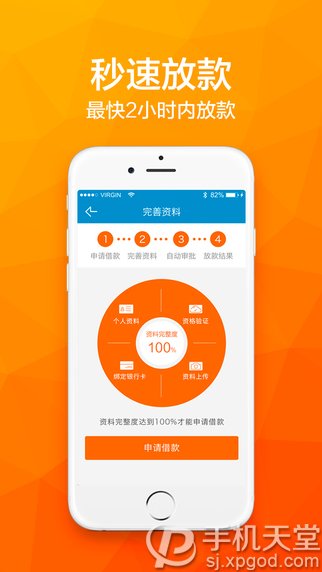 秒速放款
最快2小时内放款
VIRGIN 82%
完善资料
1 2 3 4
申请借款 完善资料 自动审批 放款结果
个人资料 资格验证
资料完整度
100%
绑定银行卡 资料上传
资料完整度达到100%才能申请借款
申请借款
手机天堂
sj.xpgod.com